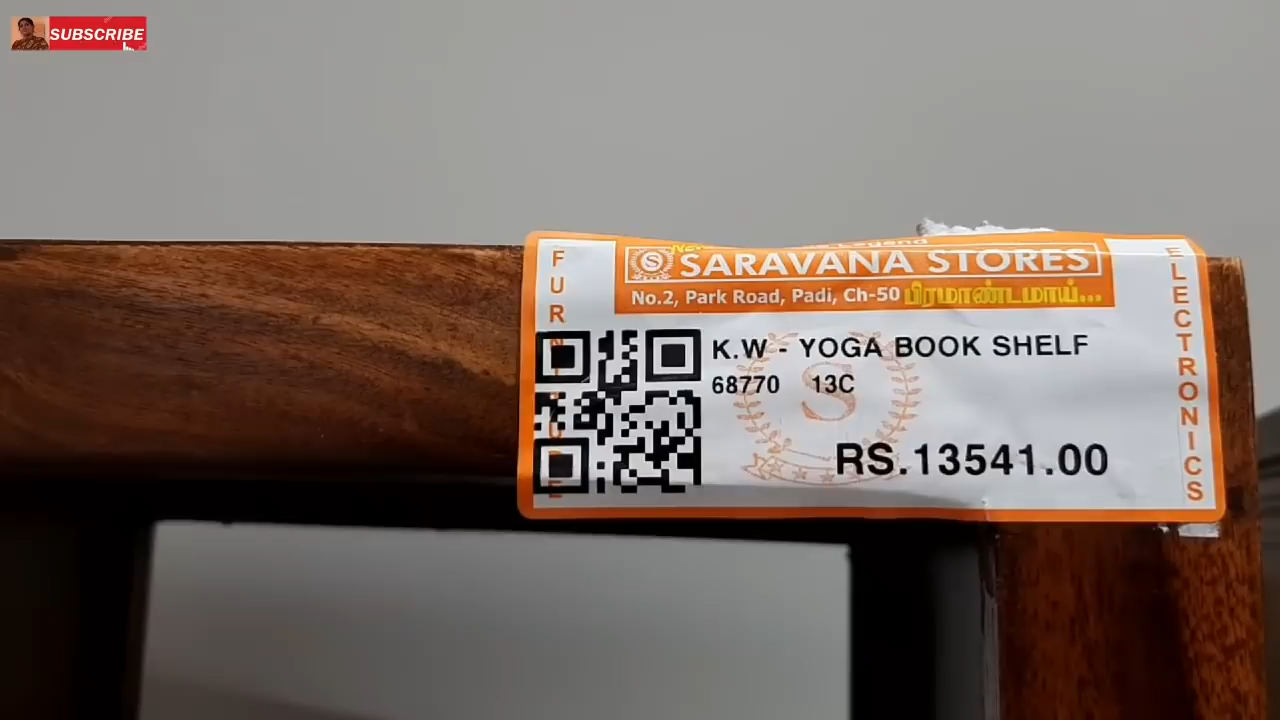 SUBSCRIBE
Legend
S SARAVANA STORES
No.2, Park Road, Padi, Ch-50 பிரமாண்டமாய்...
FURNITURE
K.W - YOGA BOOK SHELF
68770 13C
S
RS.13541.00
ELECTRONICS